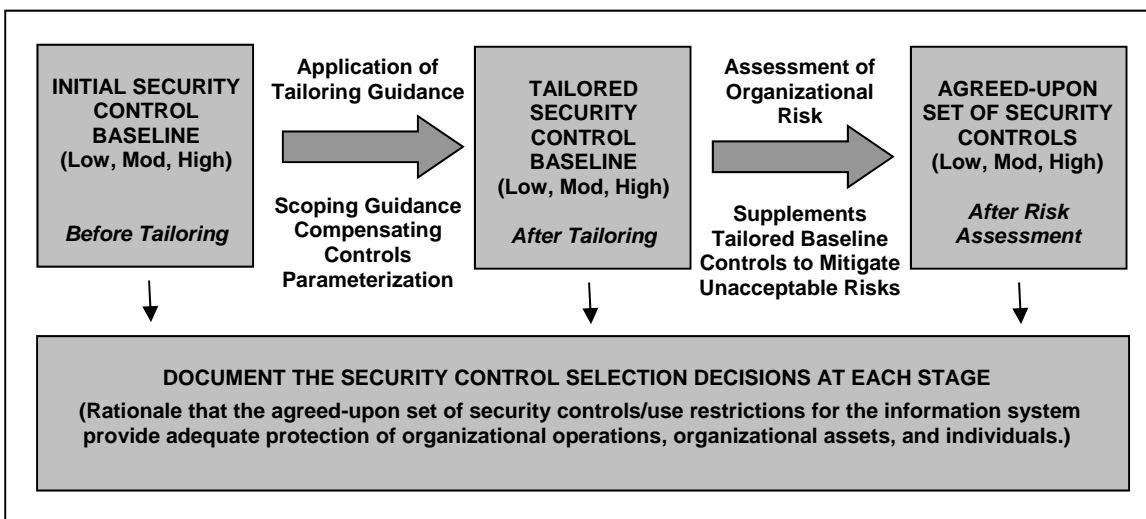 INITIAL SECURITY
CONTROL
BASELINE
(Low, Mod, High)
Before Tailoring
Application of
Tailoring Guidance
Scoping Guidance
Compensating
Controls
Parameterization
TAILORED
SECURITY
CONTROL
BASELINE
(Low, Mod, High)
After Tailoring
Assessment of
Organizational
Risk
Supplements
Tailored Baseline
Controls to Mitigate
Unacceptable Risks
AGREED-UPON
SET OF SECURITY
CONTROLS
(Low, Mod, High)
After Risk
Assessment
DOCUMENT THE SECURITY CONTROL SELECTION DECISIONS AT EACH STAGE
(Rationale that the agreed-upon set of security controls/use restrictions for the information system
provide adequate protection of organizational operations, organizational assets, and individuals.)